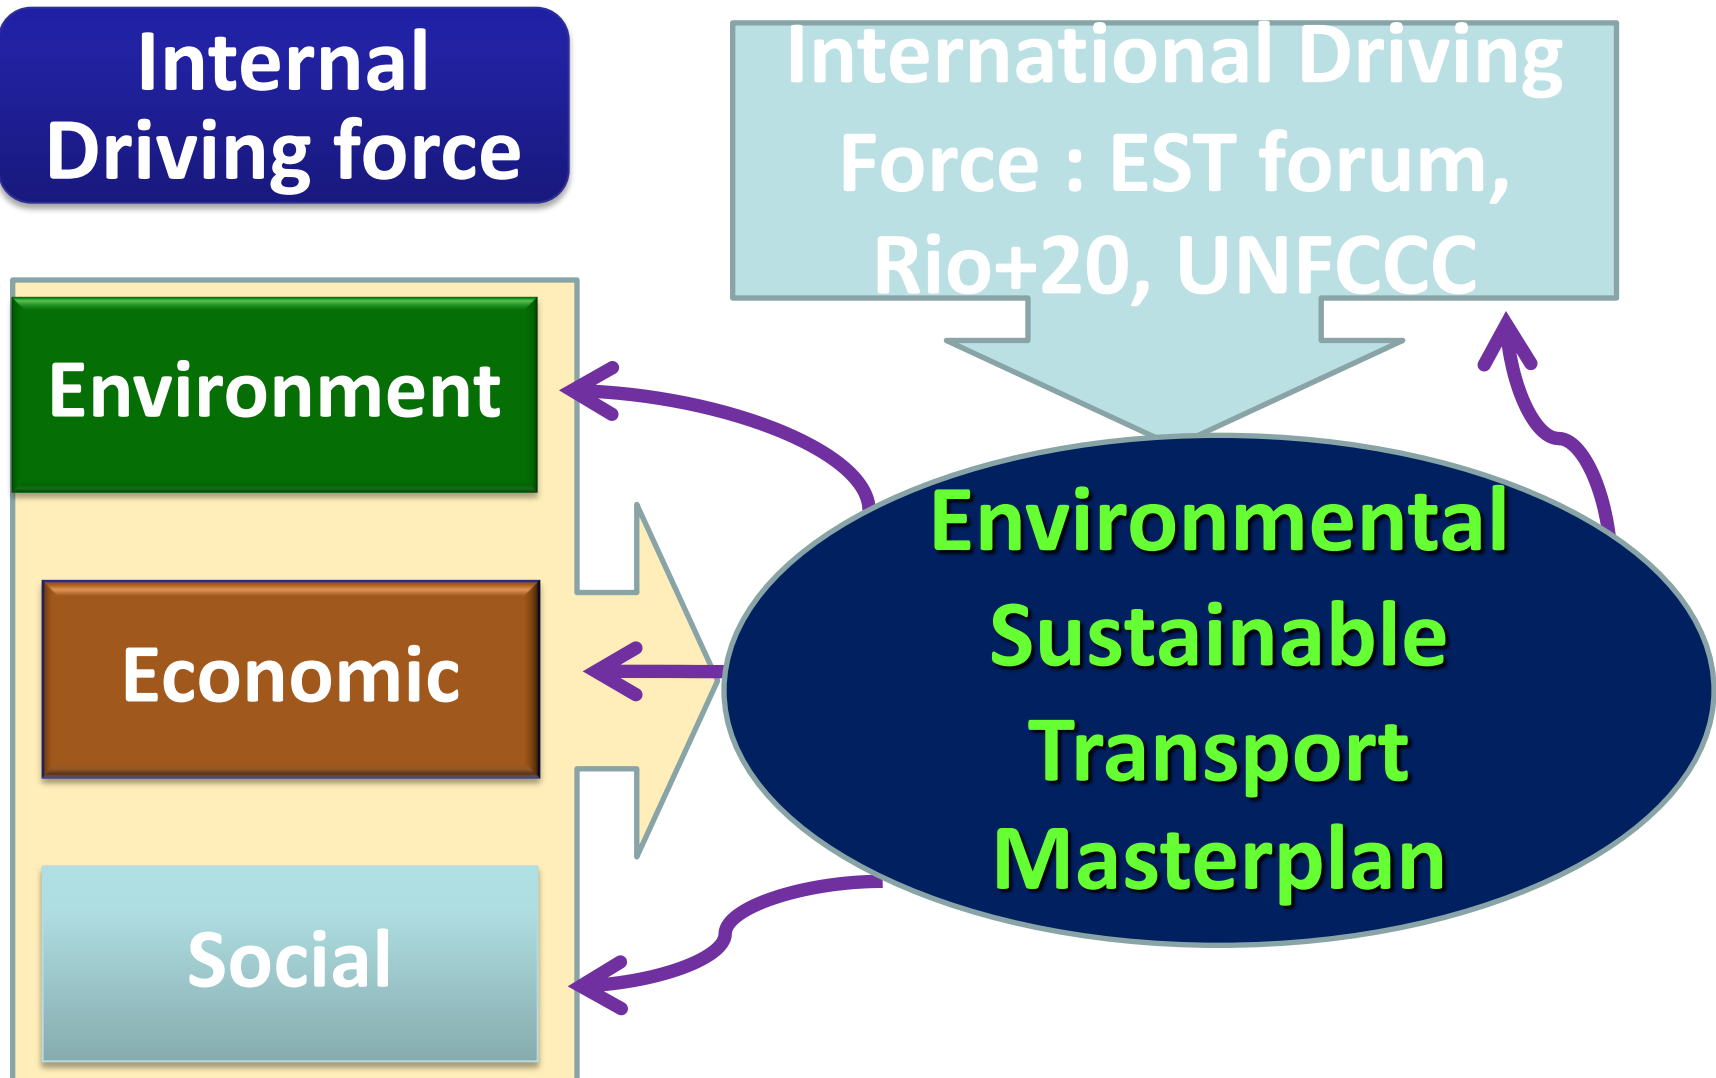 Internal
Driving force
International Driving
Force : EST forum,
Rio+20, UNFCCC
Environment
Economic
Social
Environmental
Sustainable
Transport
Masterplan